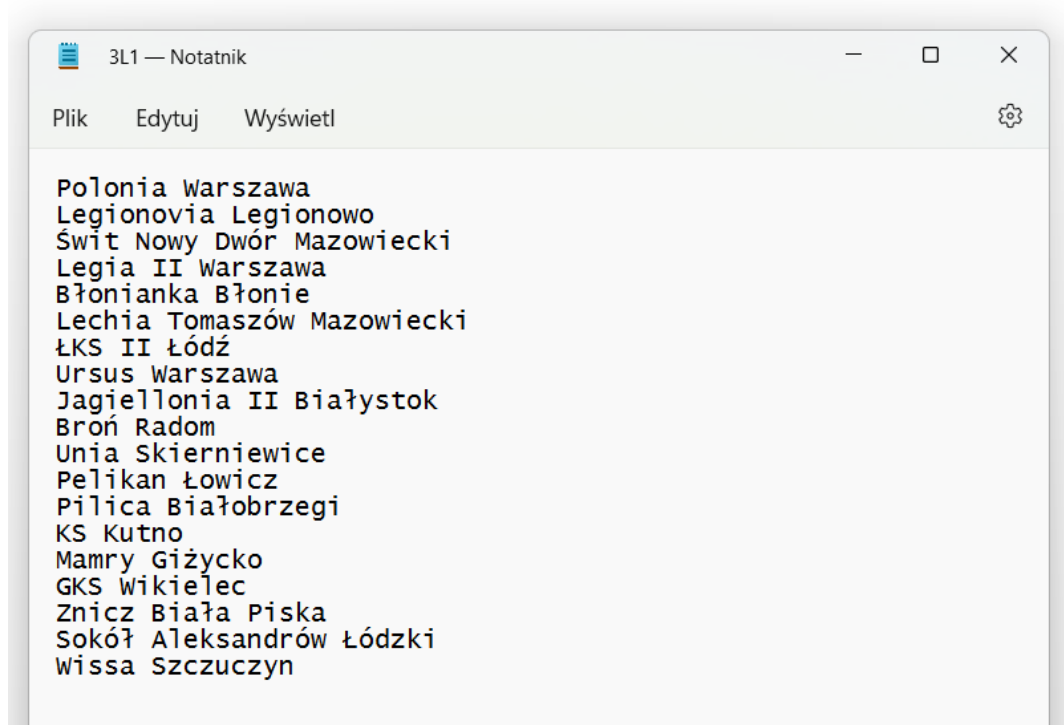 3L1 — Notatnik
Plik Edytuj Wyświetl
Polonia Warszawa
Legionovia Legionowo
Świt Nowy Dwór Mazowiecki
Legia II Warszawa
Błonianka Błonie
Lechia Tomaszów Mazowiecki
ŁKS II Łódź
Ursus Warszawa
Jagiellonia II Białystok
Broń Radom
Unia Skierniewice
Pelikan Łowicz
Pilica Białobrzegi
KS Kutno
Mamry Giżycko
GKS Wikielec
Znicz Biała Piska
Sokół Aleksandrów Łódzki
Wissa Szczuczyn